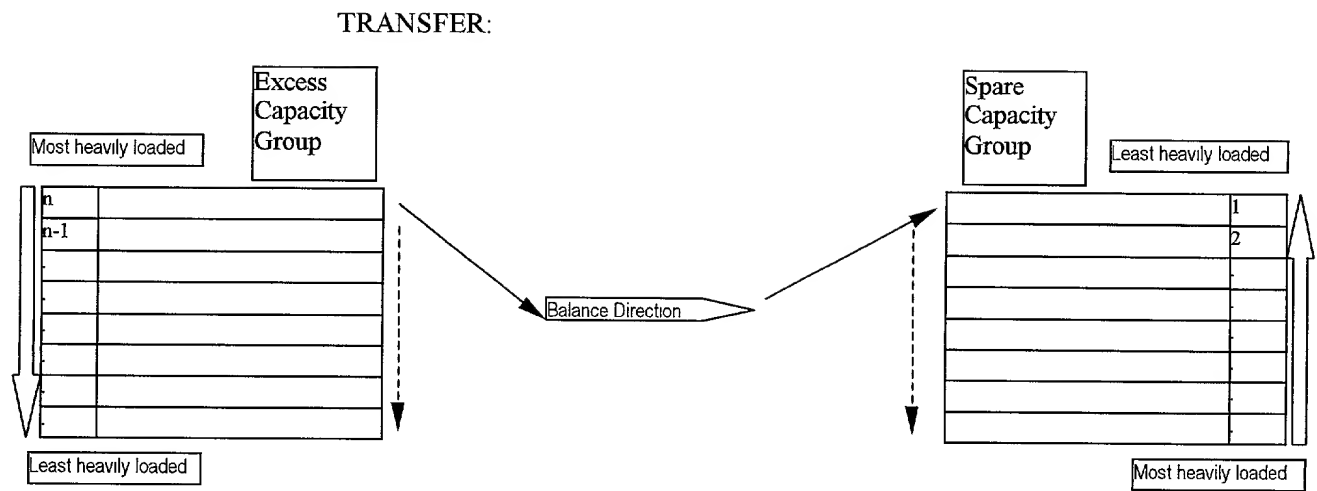 TRANSFER:
Excess
Capacity
Group
Most heavily loaded
n
n-1
.
.
.
.
.
.
Least heavily loaded
Balance Direction
Spare
Capacity
Group
Least heavily loaded
1
2
.
.
.
.
.
.
Most heavily loaded